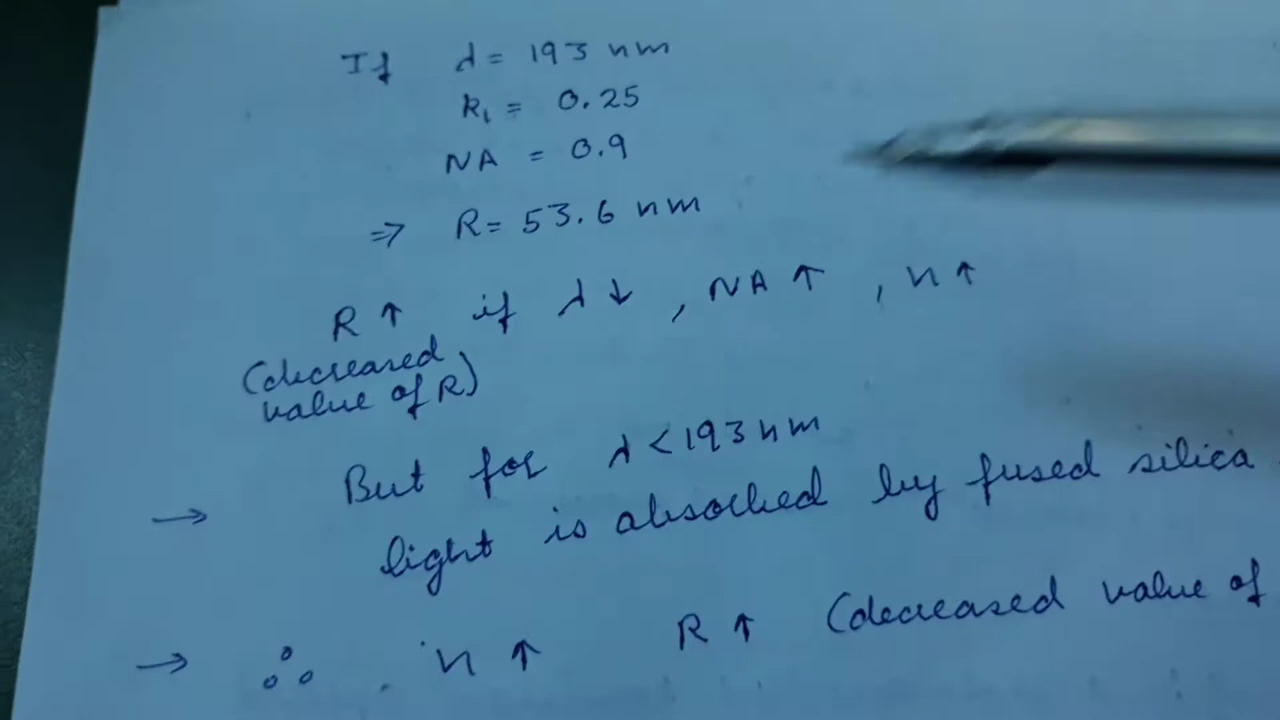 If λ = 193 nm
K₁ = 0.25
NA = 0.9
⇒ R = 53.6 nm
R ↑ if λ ↓ , NA ↑ , n ↑
(decreased
value of R)
→ But for λ < 193 nm
light is absorbed by fused silica
→ ∴ n ↑ R ↑ (decreased value of